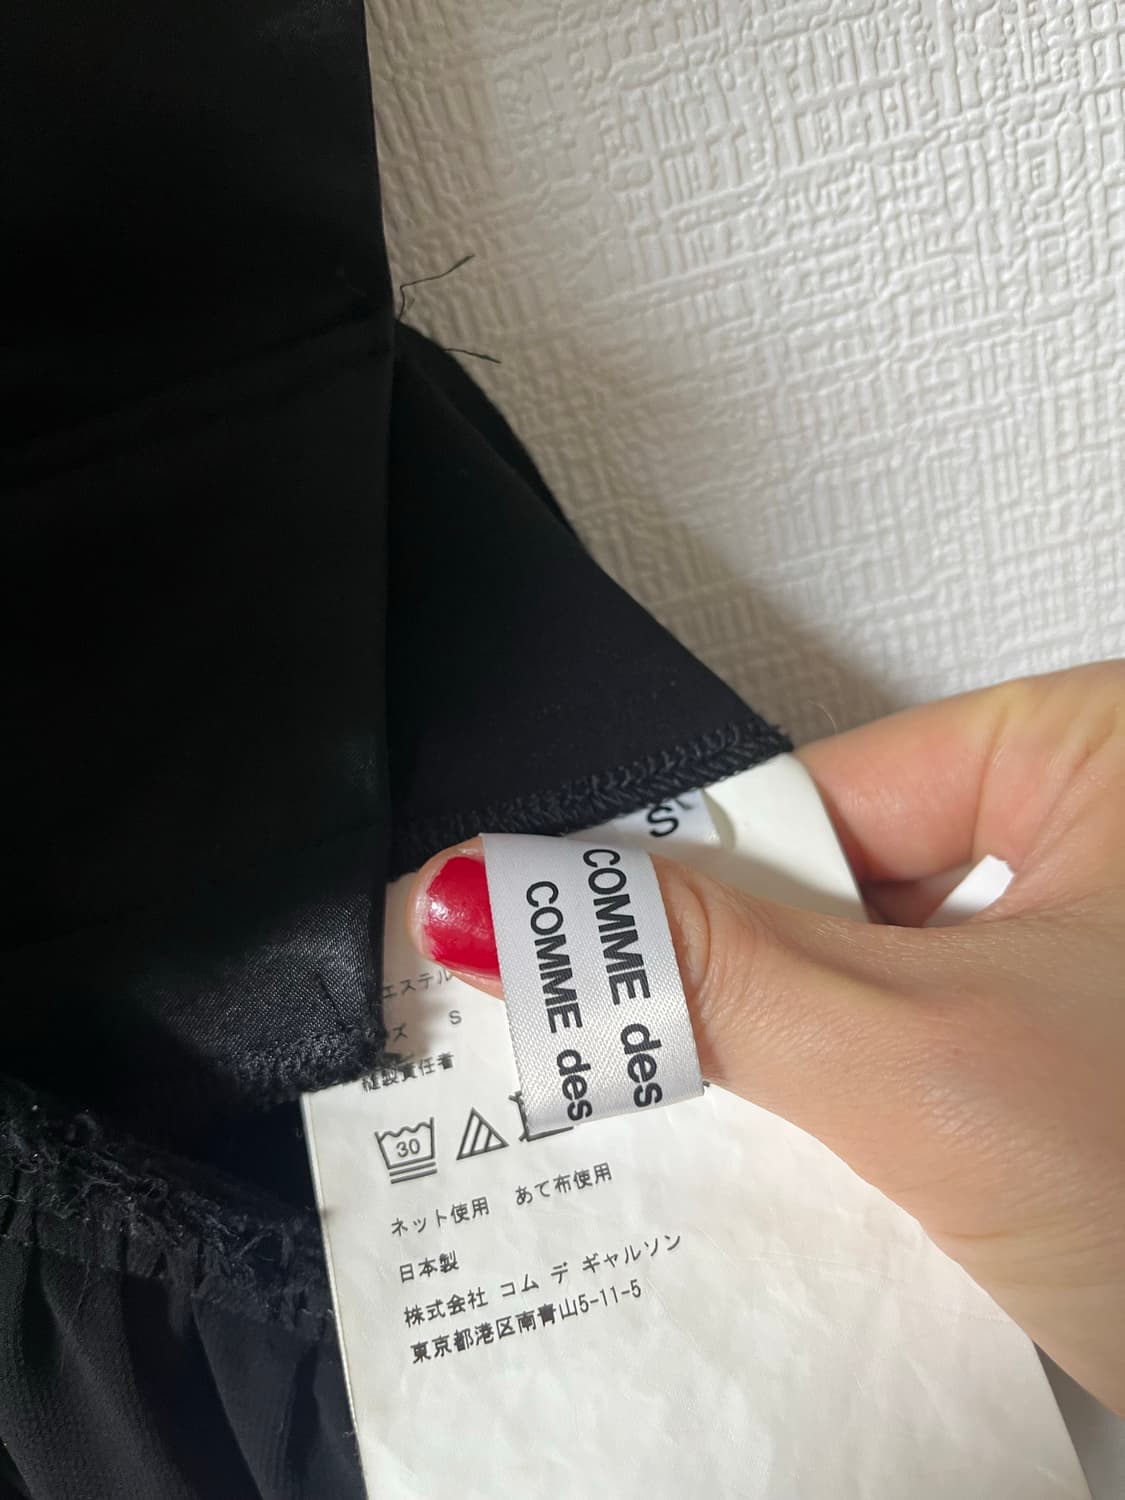 S
COMME des
COMME des
エステル
ズ S
縫製責任者
30
ネット使用 あて布使用
日本製
株式会社 コム デ ギャルソン
東京都港区南青山5-11-5